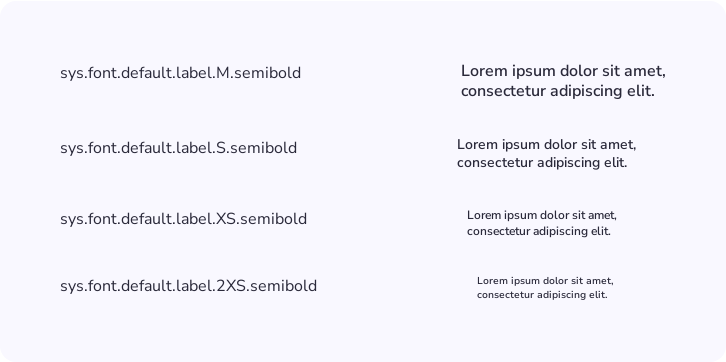 sys.font.default.label.M.semibold
Lorem ipsum dolor sit amet,
consectetur adipiscing elit.
sys.font.default.label.S.semibold
Lorem ipsum dolor sit amet,
consectetur adipiscing elit.
sys.font.default.label.XS.semibold
Lorem ipsum dolor sit amet,
consectetur adipiscing elit.
sys.font.default.label.2XS.semibold
Lorem ipsum dolor sit amet,
consectetur adipiscing elit.